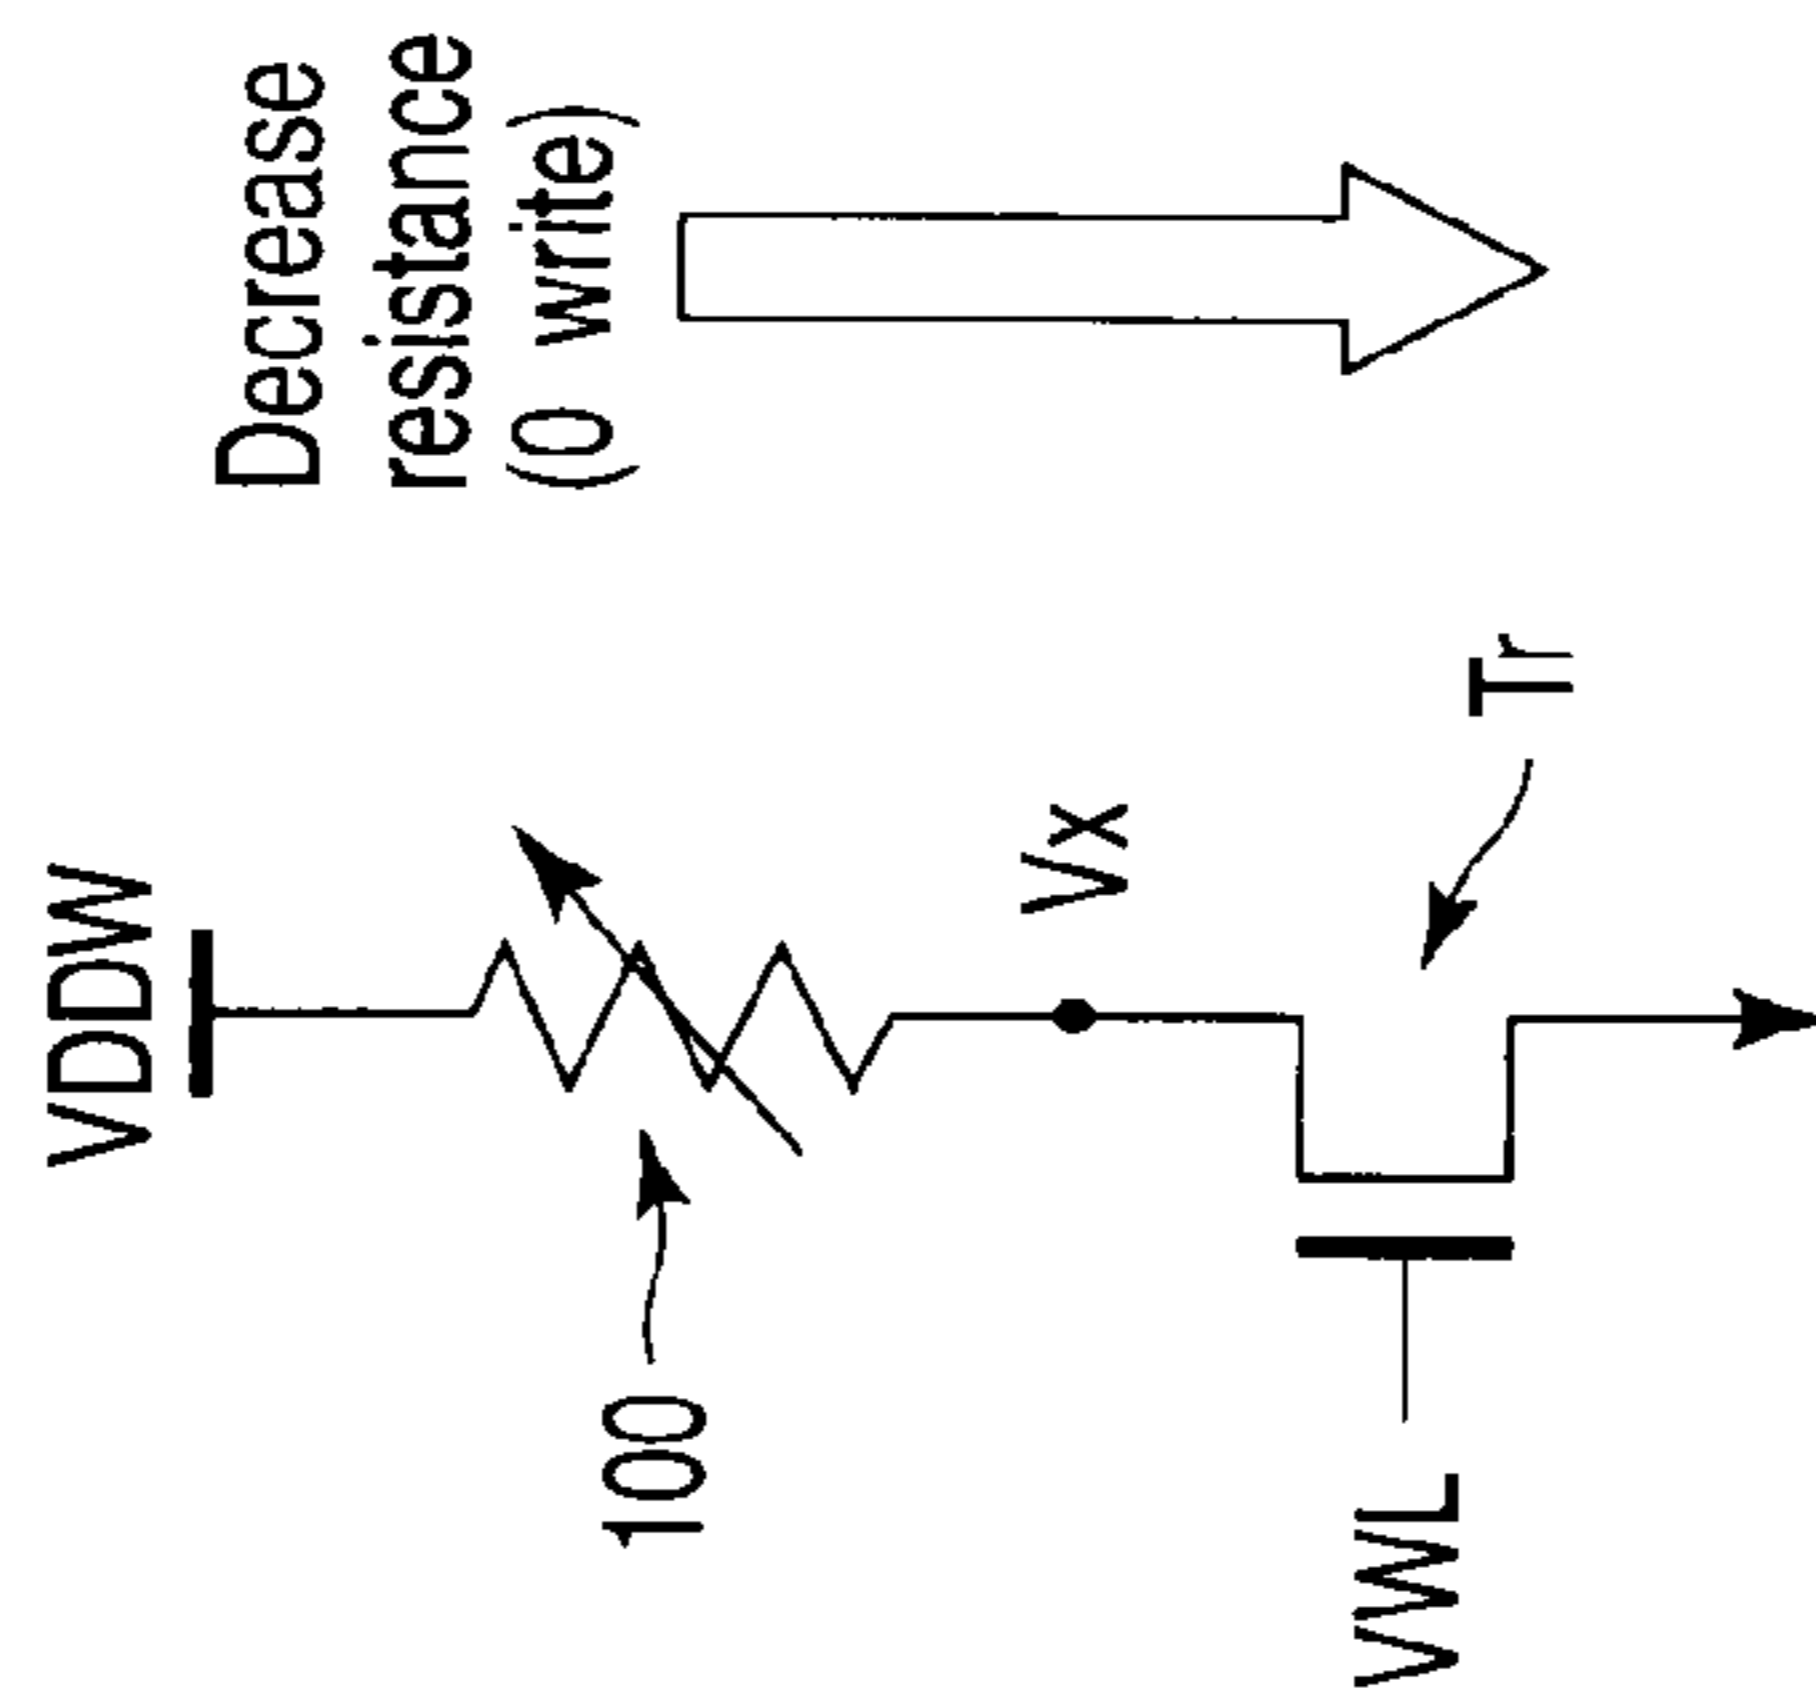 VDDW
Decrease
resistance
(0 write)
100
Vx
Tr
VWL